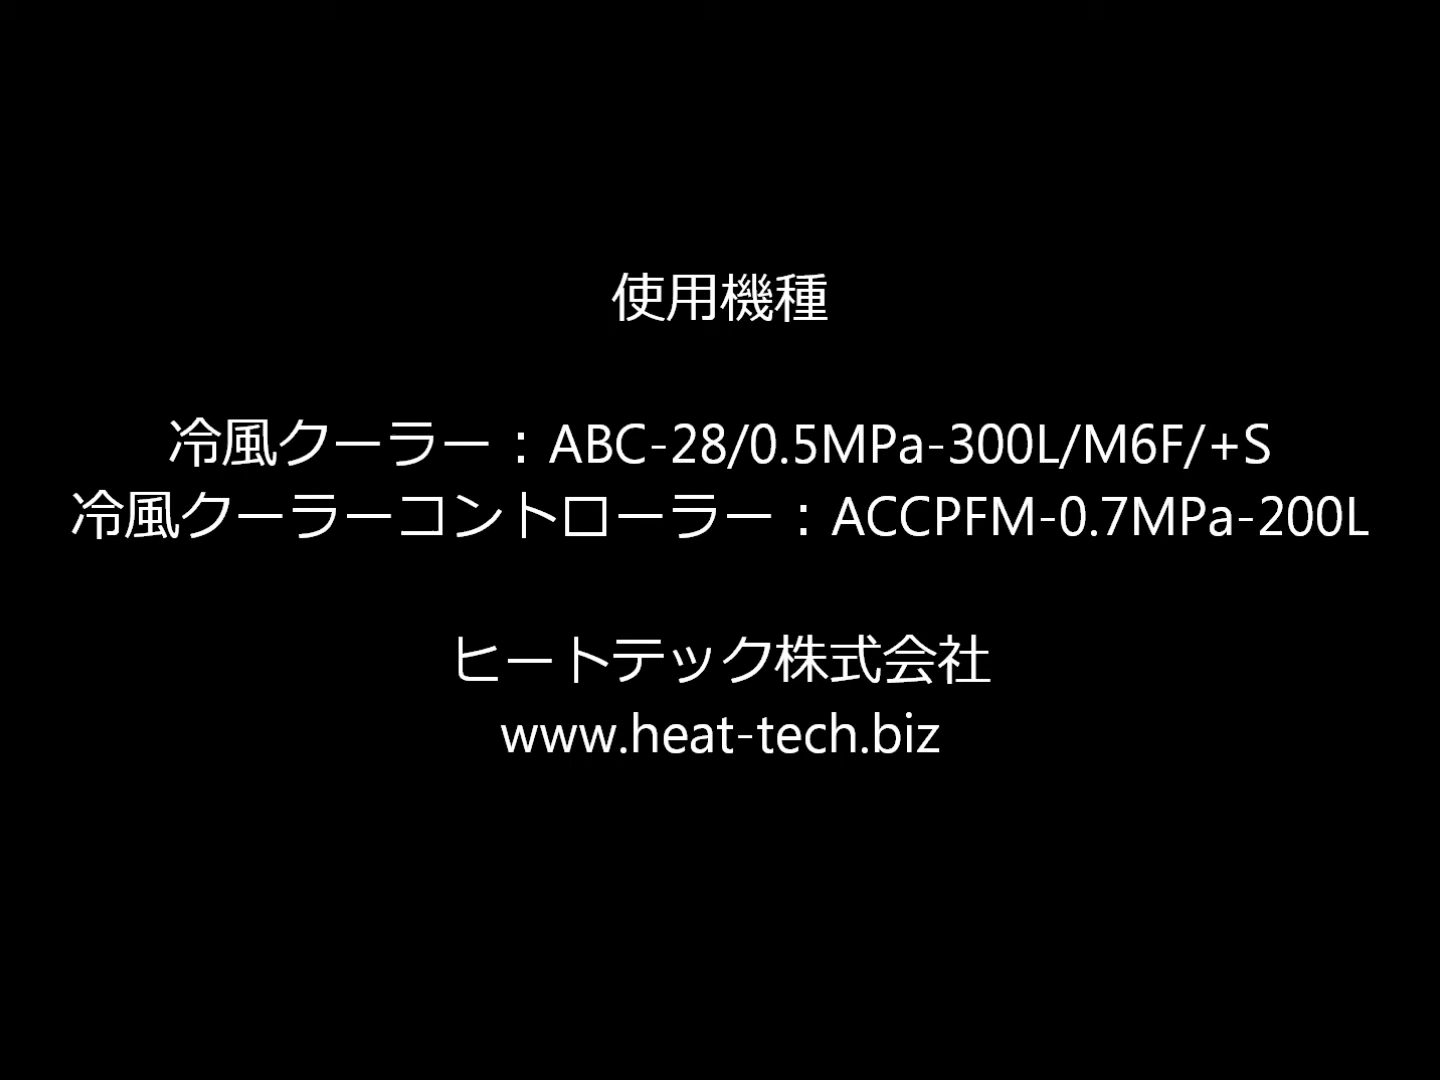 使用機種
冷風クーラー：ABC-28/0.5MPa-300L/M6F/+S
冷風クーラーコントローラー：ACCPFM-0.7MPa-200L
ヒートテック株式会社
www.heat-tech.biz